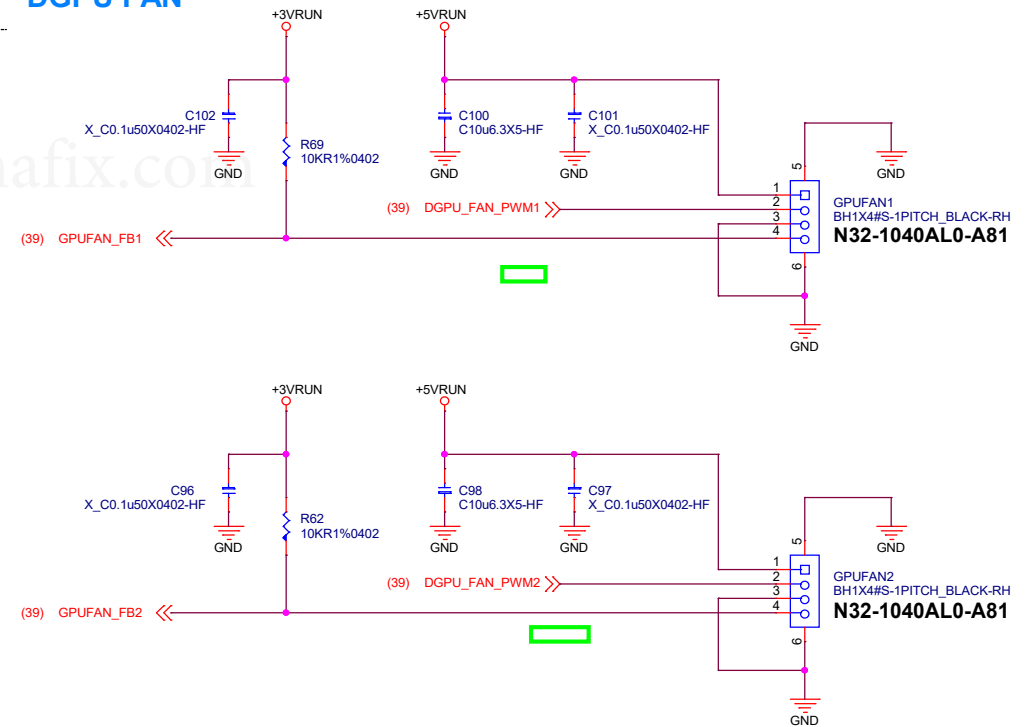 DGPU FAN
+3VRUN
+5VRUN
C102
X_C0.1u50X0402-HF
R69
10KR1%0402
GND
C100
C10u6.3X5-HF
GND
C101
X_C0.1u50X0402-HF
GND
5
GND
(39) DGPU_FAN_PWM1
(39) GPUFAN_FB1
1
2
3
4
GPUFAN1
BH1X4#S-1PITCH_BLACK-RH
N32-1040AL0-A81
6
GND
afix.com
+3VRUN
+5VRUN
C96
X_C0.1u50X0402-HF
R62
10KR1%0402
GND
C98
C10u6.3X5-HF
GND
C97
X_C0.1u50X0402-HF
GND
5
GND
(39) DGPU_FAN_PWM2
(39) GPUFAN_FB2
1
2
3
4
GPUFAN2
BH1X4#S-1PITCH_BLACK-RH
N32-1040AL0-A81
6
GND